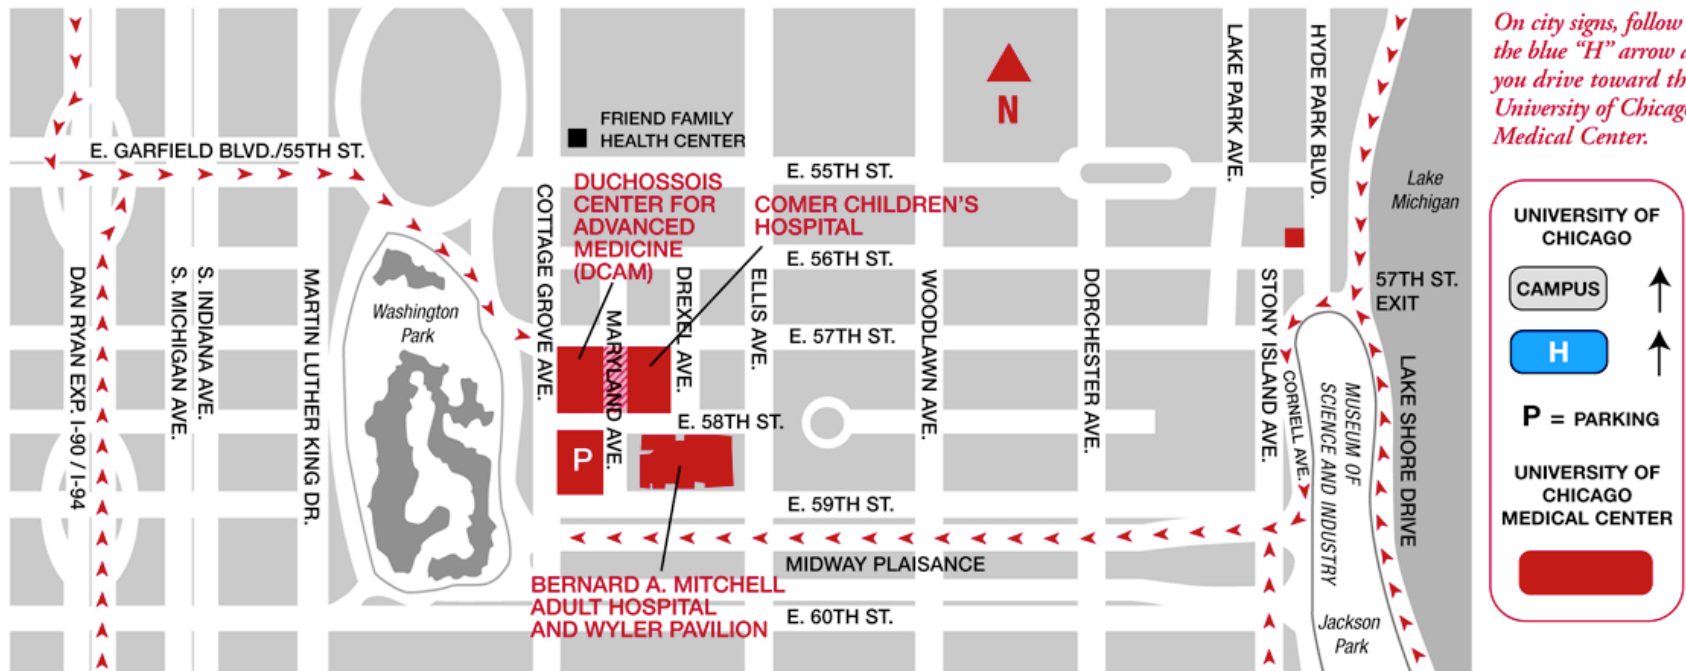 On city signs, follow
the blue “H” arrow a
you drive toward th
University of Chicag
Medical Center.
LAKE PARK AVE.
HYDE PARK BLVD.
N
FRIEND FAMILY
HEALTH CENTER
E. GARFIELD BLVD./55TH ST.
E. 55TH ST.
Lake
Michigan
DUCHOSSOIS
CENTER FOR
ADVANCED
MEDICINE
(DCAM)
COMER CHILDREN'S
HOSPITAL
E. 56TH ST.
57TH ST.
EXIT
DAN RYAN EXP. I-90 / I-94
S. MICHIGAN AVE.
S. INDIANA AVE.
MARTIN LUTHER KING DR.
Washington
Park
COTTAGE GROVE AVE.
MARYLAND AVE.
DREXEL AVE.
ELLIS AVE.
WOODLAWN AVE.
DORCHESTER AVE.
STONY ISLAND AVE.
CORNELL AVE.
MUSEUM OF
SCIENCE AND INDUSTRY
LAKE SHORE DRIVE
E. 57TH ST.
E. 58TH ST.
P
E. 59TH ST.
MIDWAY PLAISANCE
BERNARD A. MITCHELL
ADULT HOSPITAL
AND WYLER PAVILION
E. 60TH ST.
Jackson
Park
UNIVERSITY OF
CHICAGO
CAMPUS
H
P = PARKING
UNIVERSITY OF
CHICAGO
MEDICAL CENTER